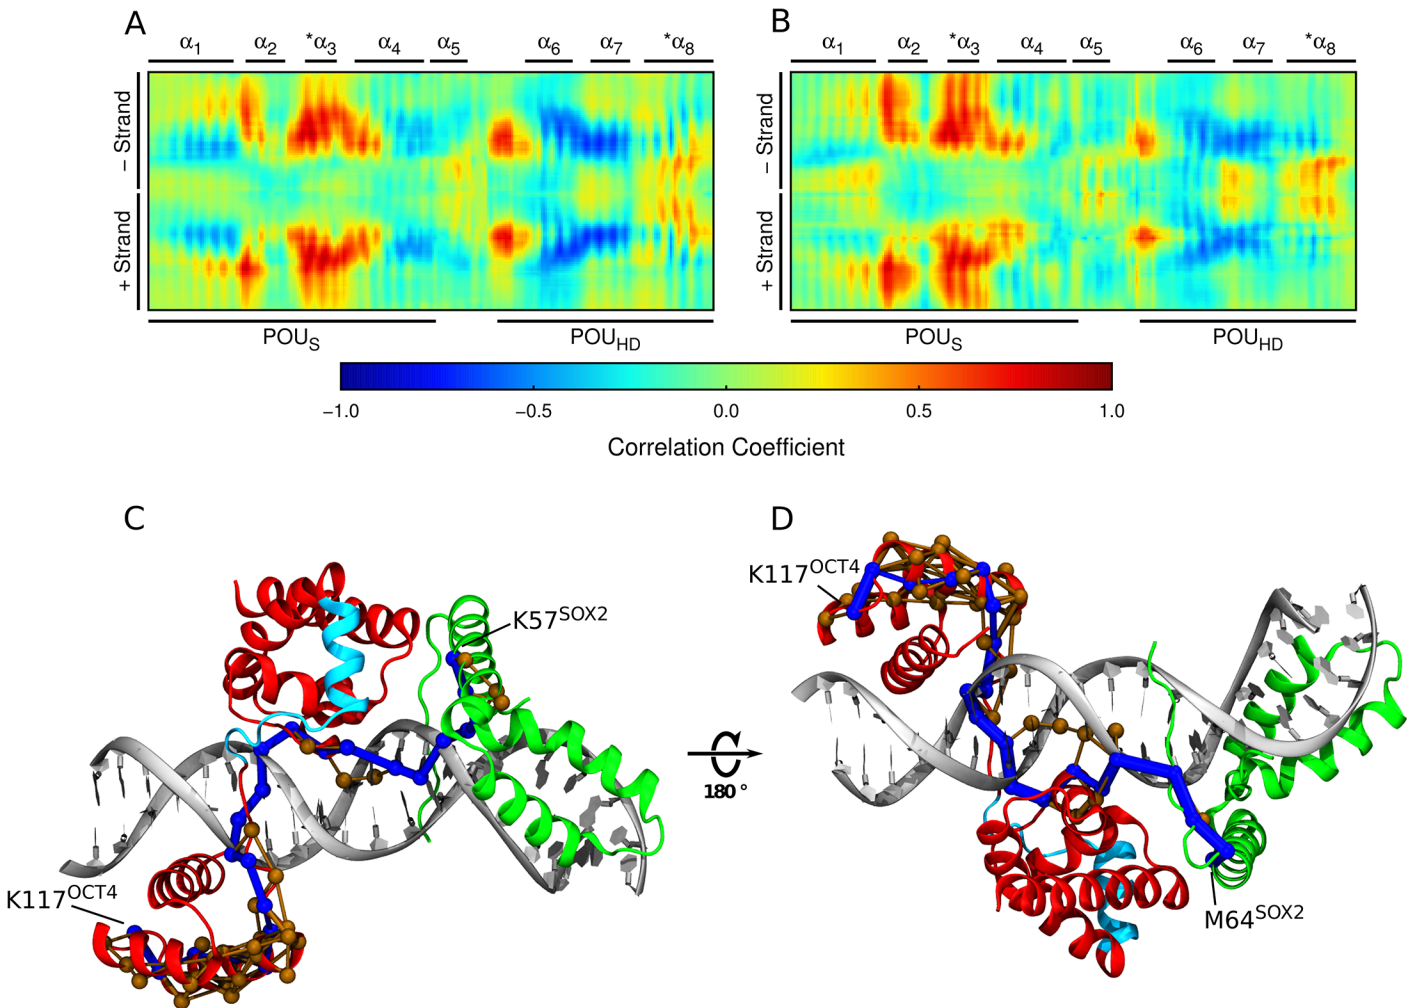 A
B
α1 α2 *α3 α4 α5 α6 α7 *α8
α1 α2 *α3 α4 α5 α6 α7 *α8
− Strand
+ Strand
− Strand
+ Strand
POUS POUHD
POUS POUHD
−1.0 −0.5 0.0 0.5 1.0
Correlation Coefficient
C
D
K57SOX2
K117OCT4
180 °
K117OCT4
M64SOX2